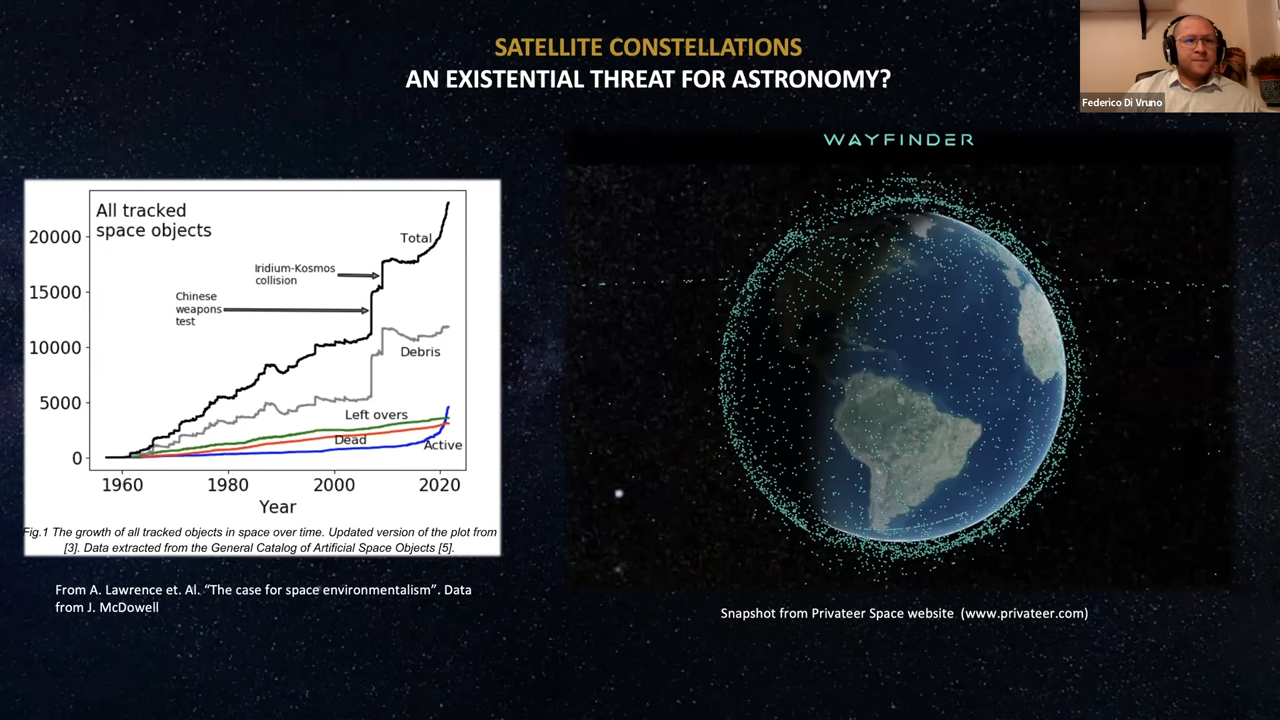 SATELLITE CONSTELLATIONS
AN EXISTENTIAL THREAT FOR ASTRONOMY?
Federico Di Vruno
WAYFINDER
All tracked
space objects
Total
Iridium-Kosmos
collision
Chinese
weapons
test
Debris
Left overs
Dead
Active
20000
15000
10000
5000
0
1960
1980
2000
2020
Year
Fig.1 The growth of all tracked objects in space over time. Updated version of the plot from
[3]. Data extracted from the General Catalog of Artificial Space Objects [5].
From A. Lawrence et. Al. “The case for space environmentalism”. Data
from J. McDowell
Snapshot from Privateer Space website (www.privateer.com)